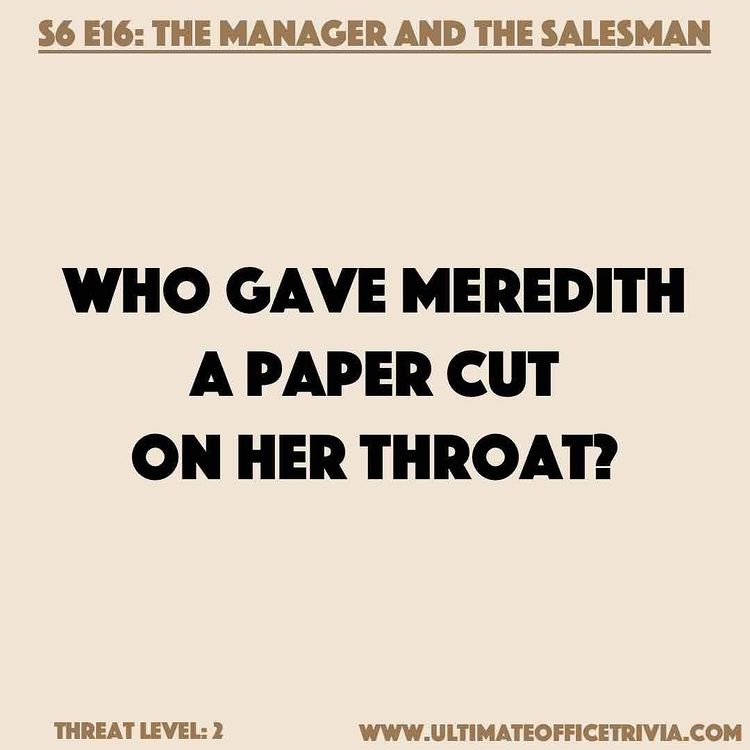 S6 E16: THE MANAGER AND THE SALESMAN
WHO GAVE MEREDITH
A PAPER CUT
ON HER THROAT?
THREAT LEVEL: 2
WWW.ULTIMATEOFFICETRIVIA.COM